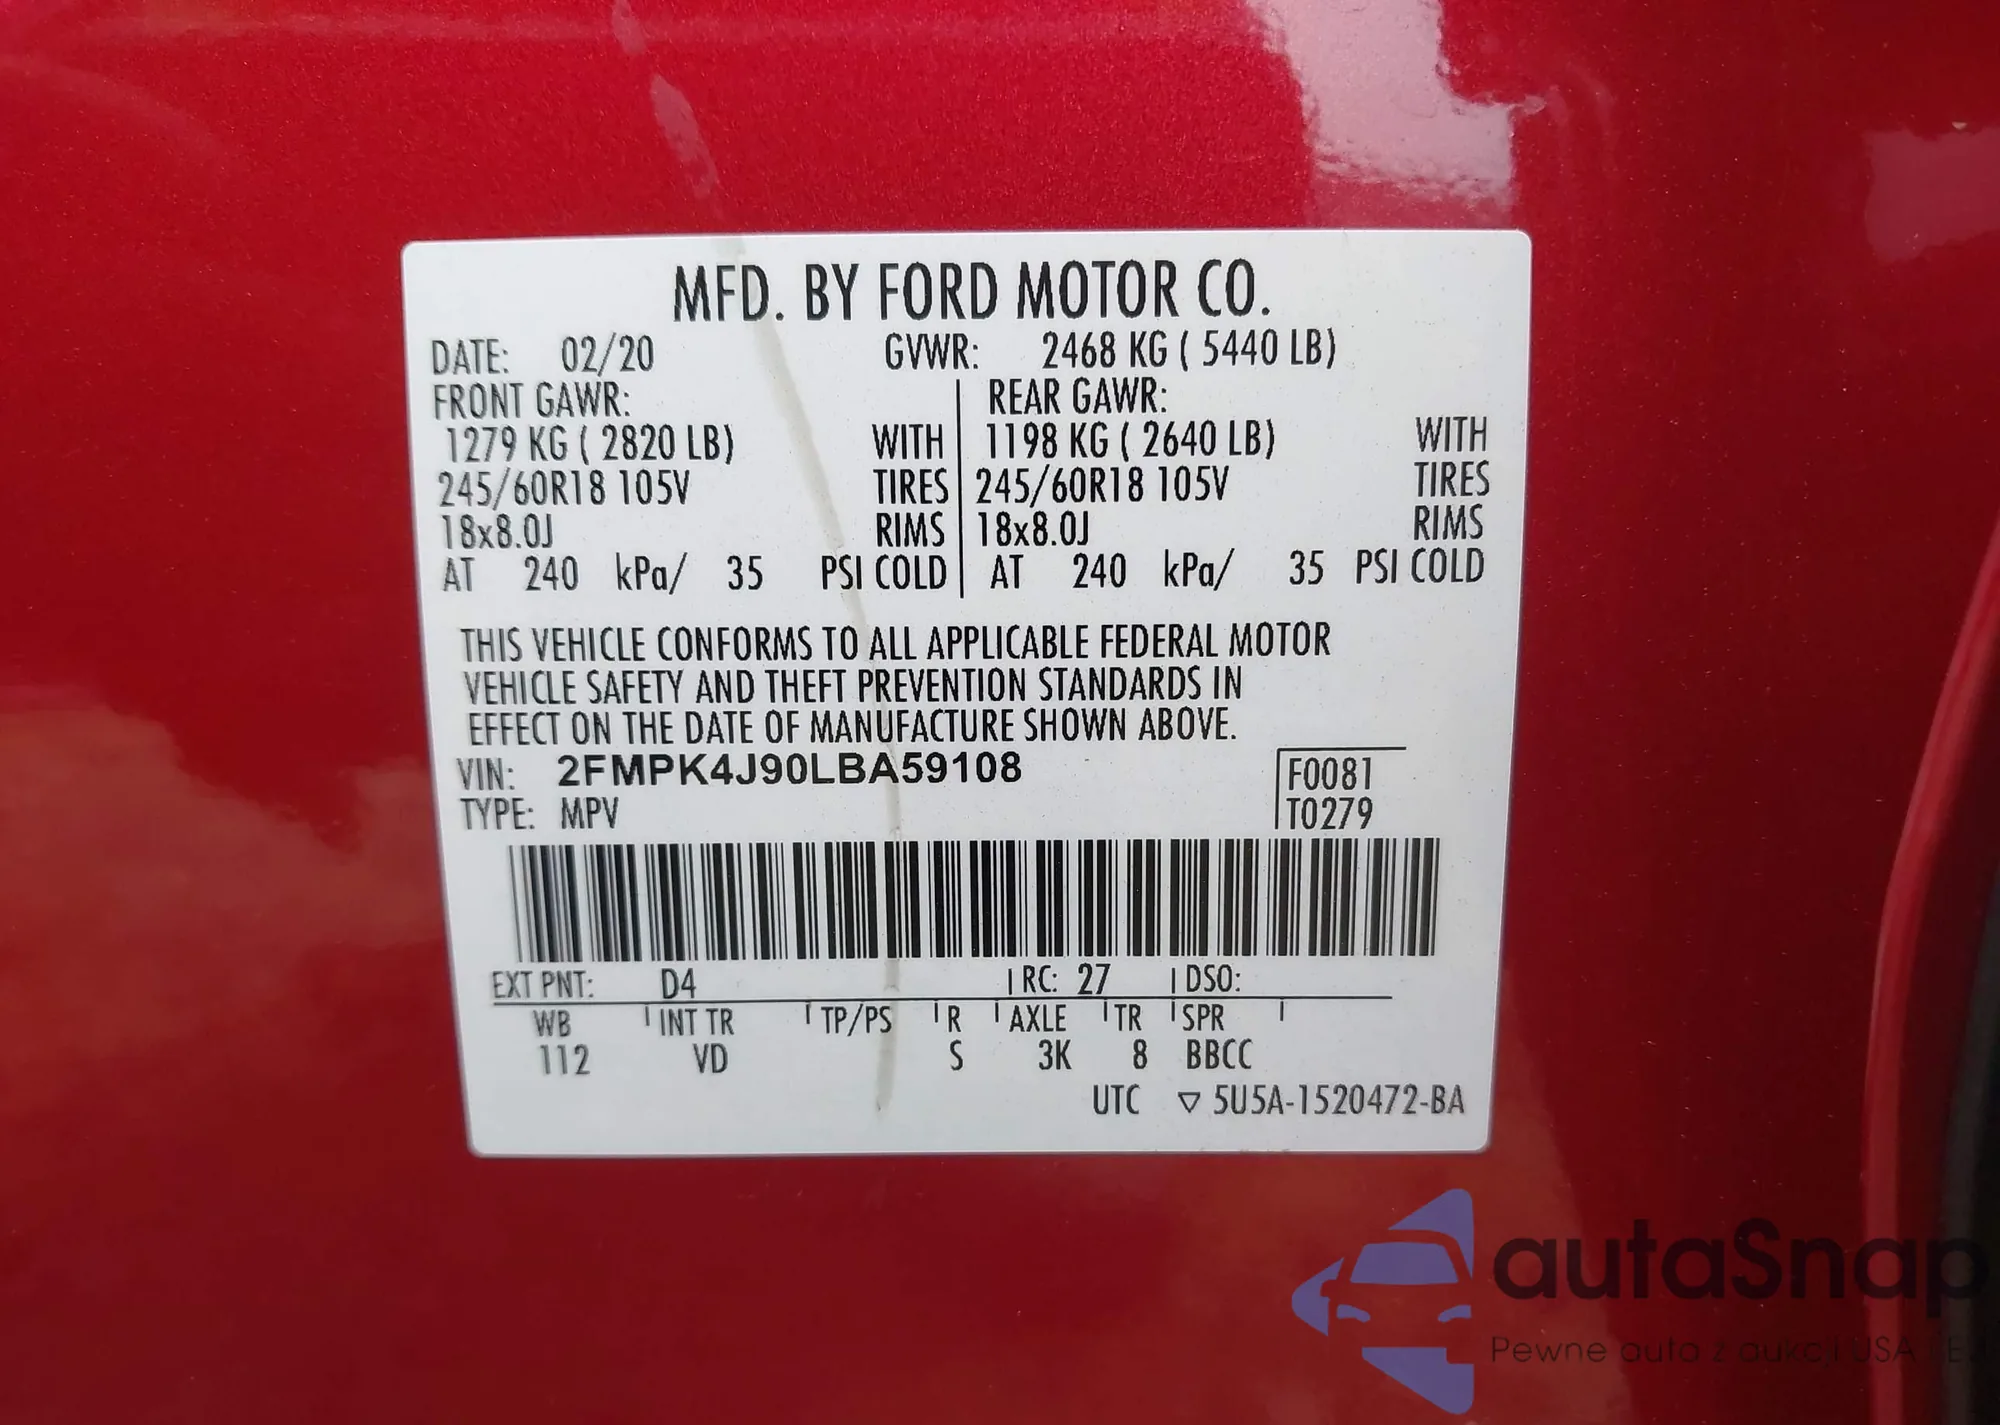 MFD. BY FORD MOTOR CO.
DATE: 02/20 GVWR: 2468 KG ( 5440 LB)
FRONT GAWR: REAR GAWR:
1279 KG ( 2820 LB) WITH 1198 KG ( 2640 LB) WITH
245/60R18 105V TIRES 245/60R18 105V TIRES
18x8.0J RIMS 18x8.0J RIMS
AT 240 kPa/ 35 PSI COLD AT 240 kPa/ 35 PSI COLD
THIS VEHICLE CONFORMS TO ALL APPLICABLE FEDERAL MOTOR
VEHICLE SAFETY AND THEFT PREVENTION STANDARDS IN
EFFECT ON THE DATE OF MANUFACTURE SHOWN ABOVE.
VIN: 2FMPK4J90LBA59108 F0081
TYPE: MPV T0279
EXT PNT: D4 RC: 27 DSO:
WB INT TR TP/PS R AXLE TR SPR
112 VD S 3K 8 BBCC
UTC ▽ 5U5A-1520472-BA
autaSnap
Pewne auta z aukcji USA i EU